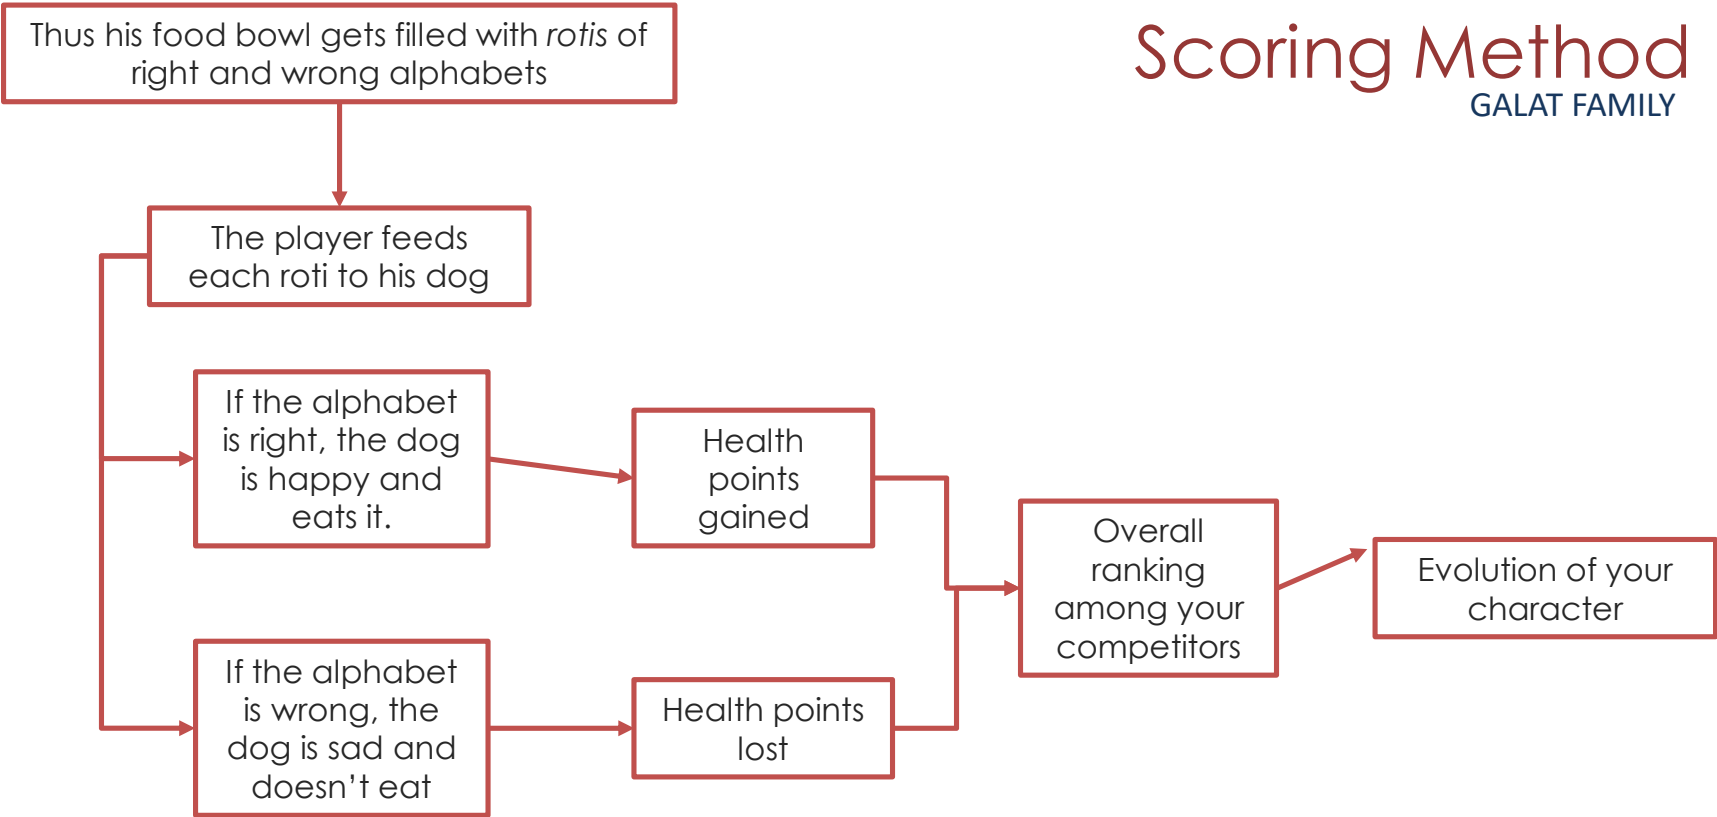 Thus his food bowl gets filled with rotis of
right and wrong alphabets
Scoring Method
GALAT FAMILY
The player feeds
each roti to his dog
If the alphabet
is right, the dog
is happy and
eats it.
Health
points
gained
Overall
ranking
among your
competitors
Evolution of your
character
If the alphabet
is wrong, the
dog is sad and
doesn’t eat
Health points
lost